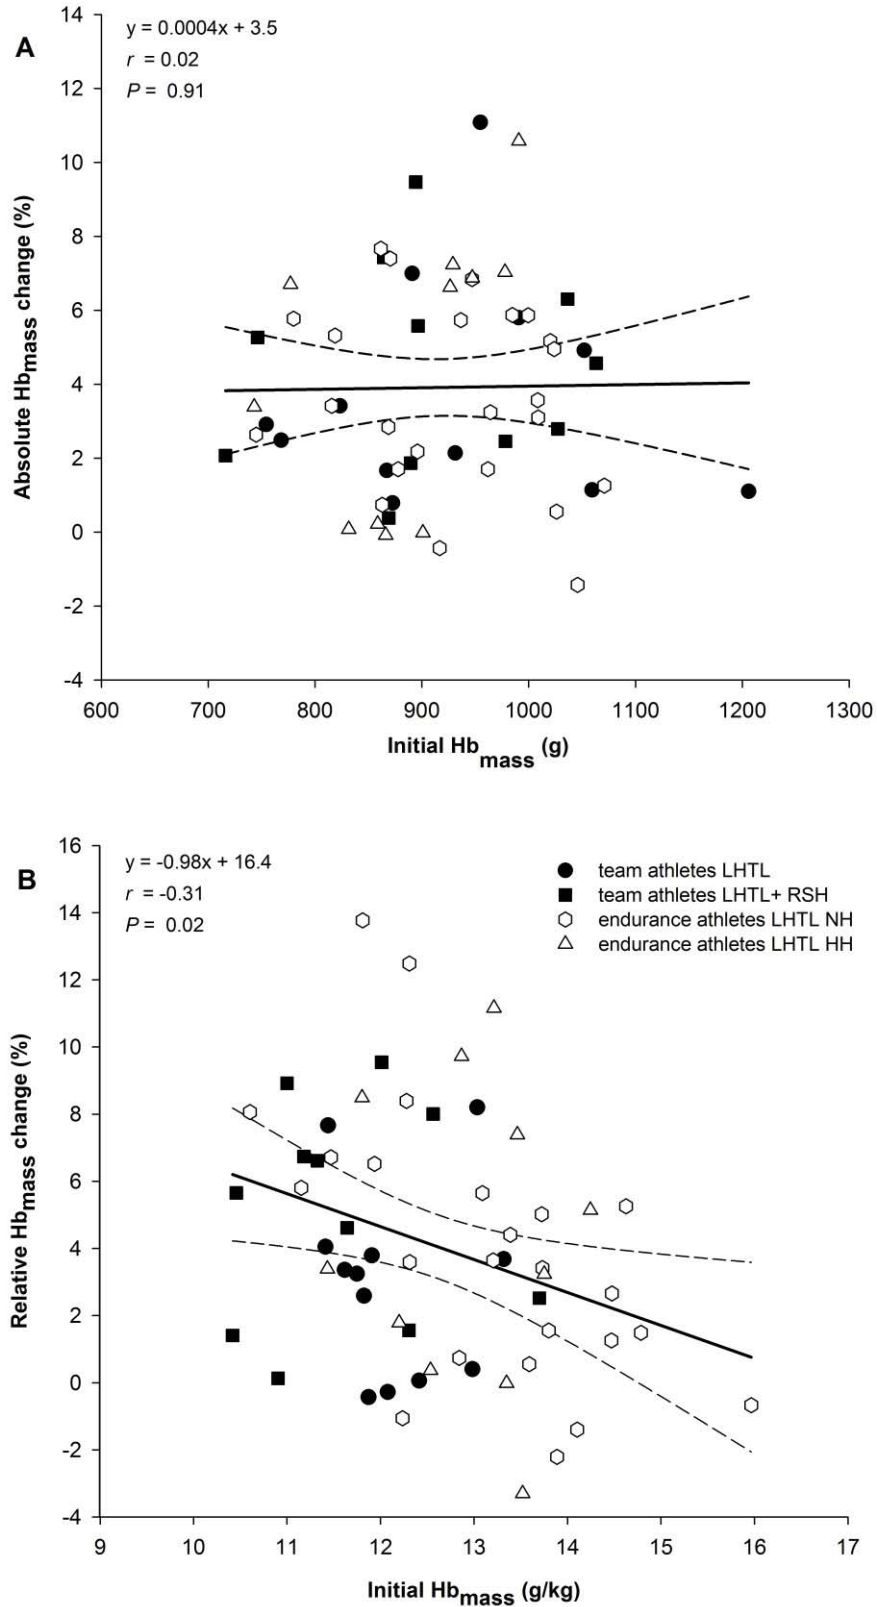 A
y = 0.0004x + 3.5
r = 0.02
P = 0.91
Absolute Hbmass change (%)
14
12
10
8
6
4
2
0
-2
-4
600 700 800 900 1000 1100 1200 1300
Initial Hbmass (g)
B
y = -0.98x + 16.4
r = -0.31
P = 0.02
team athletes LHTL
team athletes LHTL+ RSH
endurance athletes LHTL NH
endurance athletes LHTL HH
Relative Hbmass change (%)
16
14
12
10
8
6
4
2
0
-2
-4
9 10 11 12 13 14 15 16 17
Initial Hbmass (g/kg)